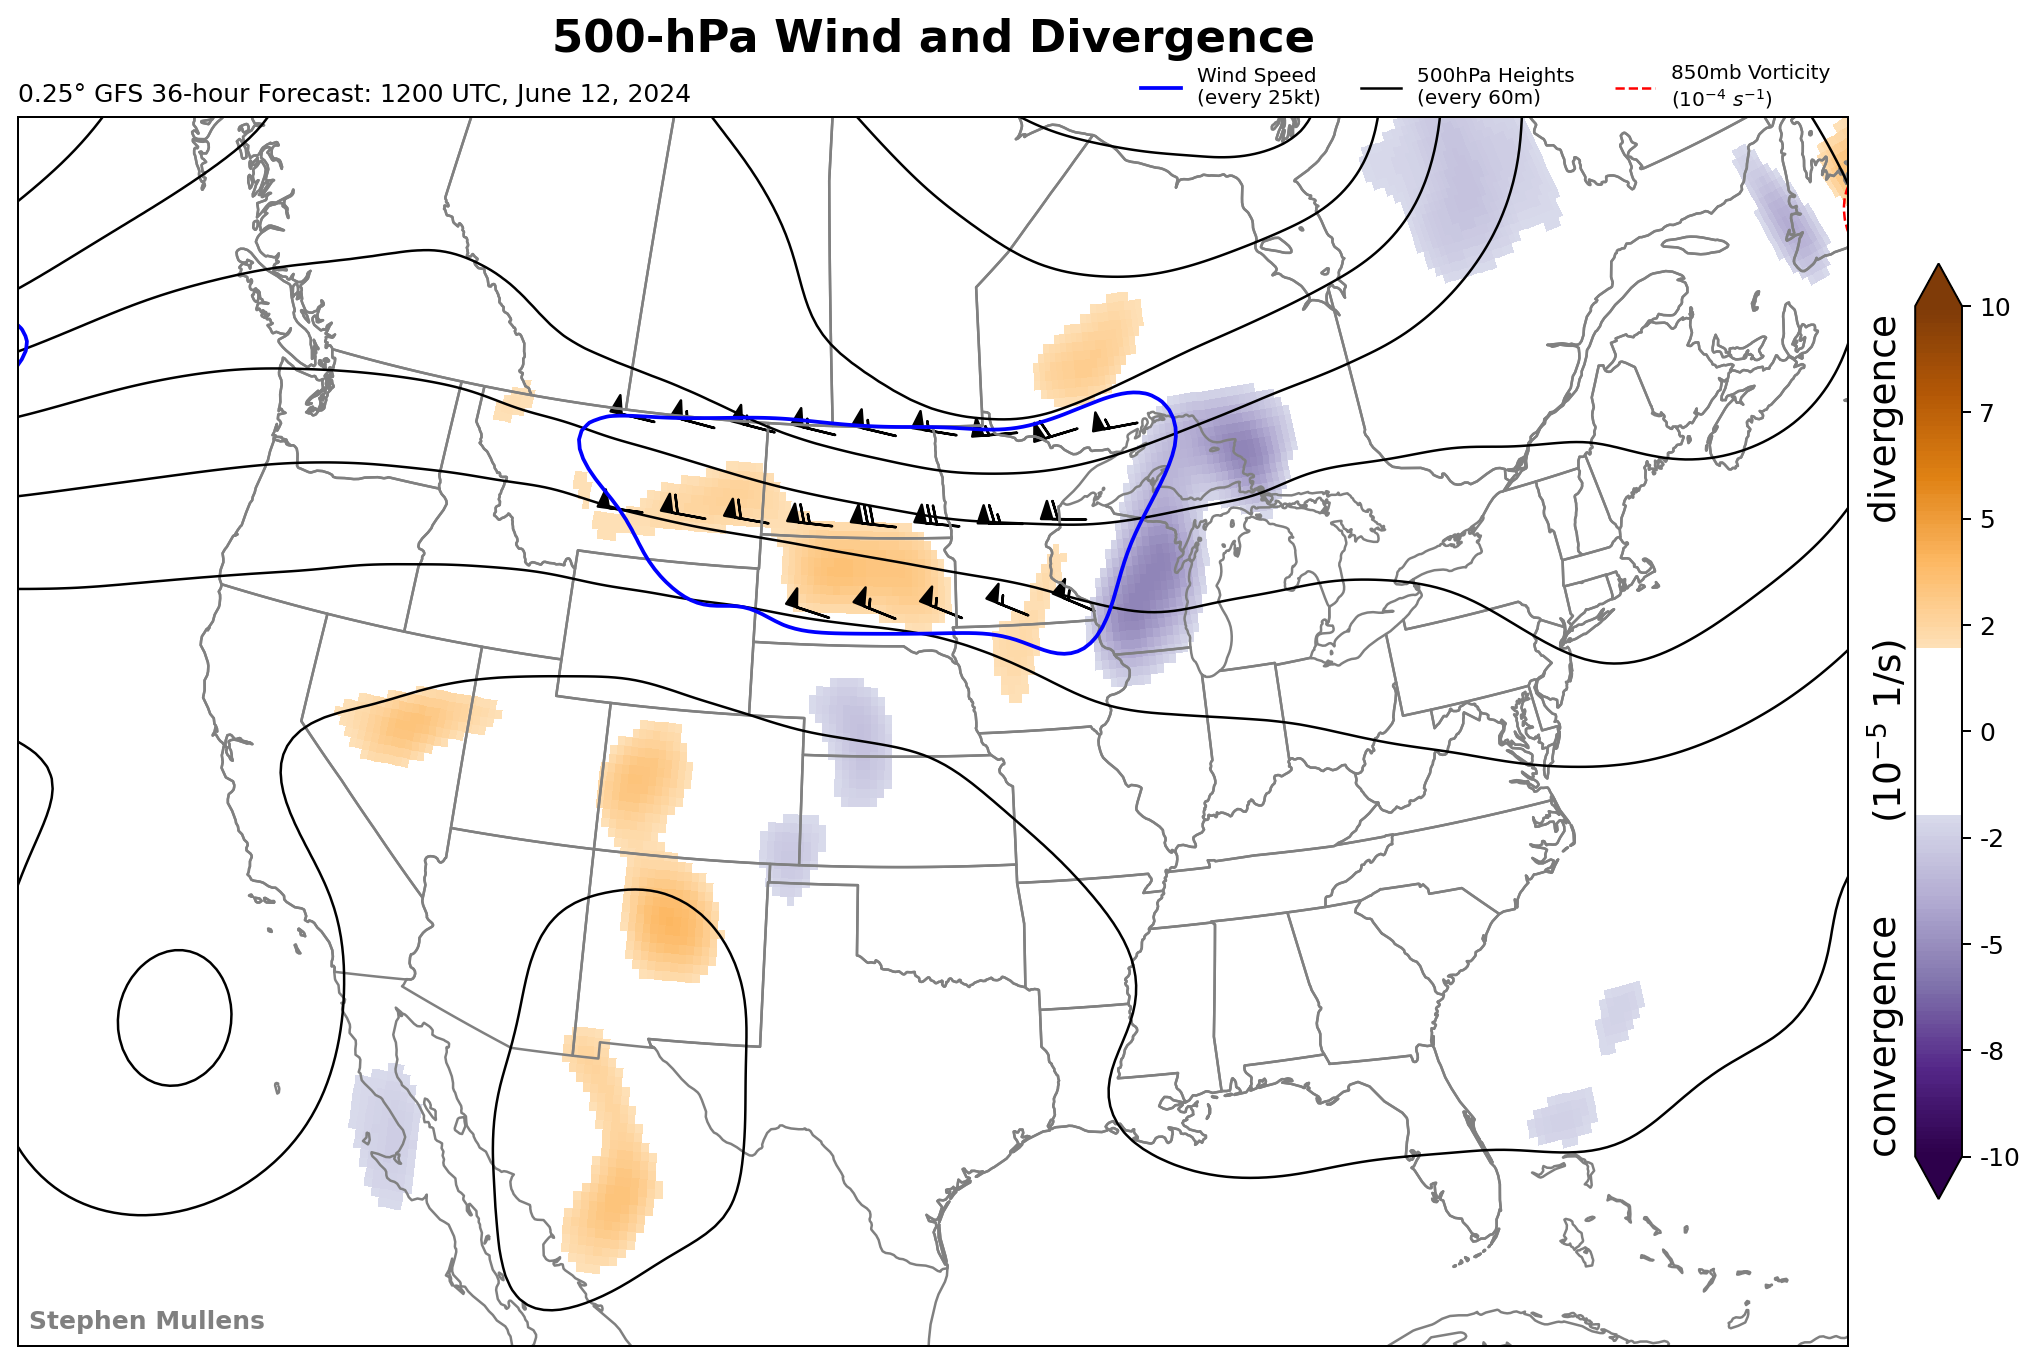 500-hPa Wind and Divergence
0.25° GFS 36-hour Forecast: 1200 UTC, June 12, 2024
Wind Speed
(every 25kt)
500hPa Heights
(every 60m)
850mb Vorticity
(10⁻⁴ s⁻¹)
10
7
5
2
0
-2
-5
-8
-10
convergence (10⁻⁵ 1/s) divergence
Stephen Mullens